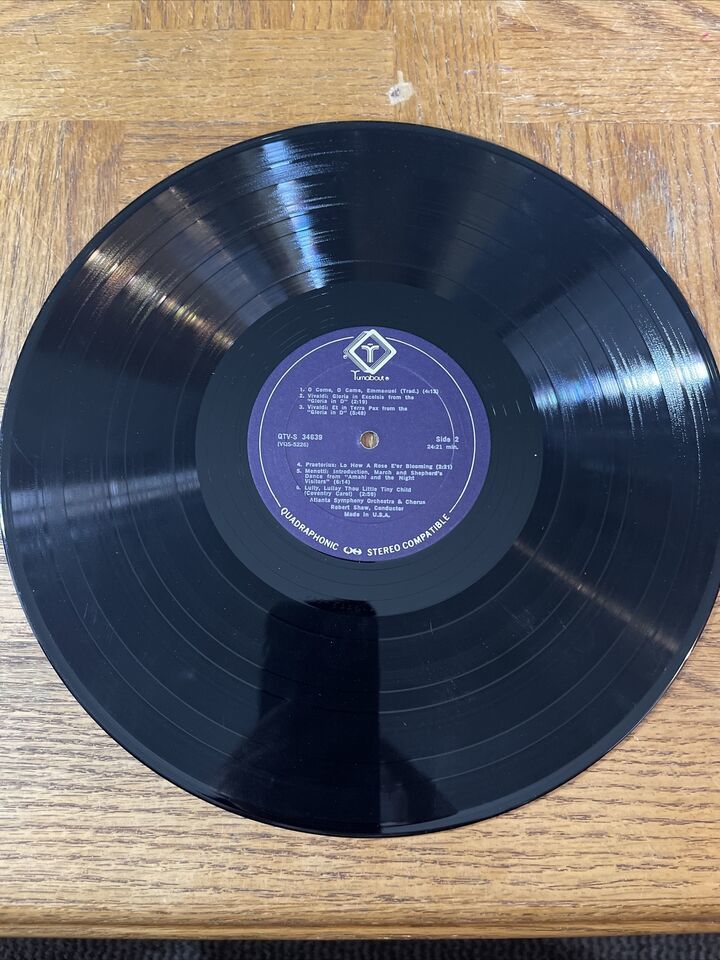 Turnabout
1. O Come, O Come, Emmanuel (Trad.) (4:13)
2. Vivaldi: Gloria in Excelsis from the
"Gloria in D" (2:19)
3. Vivaldi: Et in Terra Pax from the
"Gloria in D" (5:48)
QTV-S 34639
Side 2
(VQS-5226)
24:21 min.
4. Praetorius: Lo How A Rose E'er Blooming (2:21)
5. Menotti: Introduction, March and Shepherd's
Dance from "Amahl and the Night
Visitors" (6:14)
6. Lully, Lullay Thou Little Tiny Child
(Coventry Carol) (2:59)
Atlanta Symphony Orchestra & Chorus
Robert Shaw, Conductor
Made in U.S.A.
QUADRAPHONIC QS STEREO COMPATIBLE